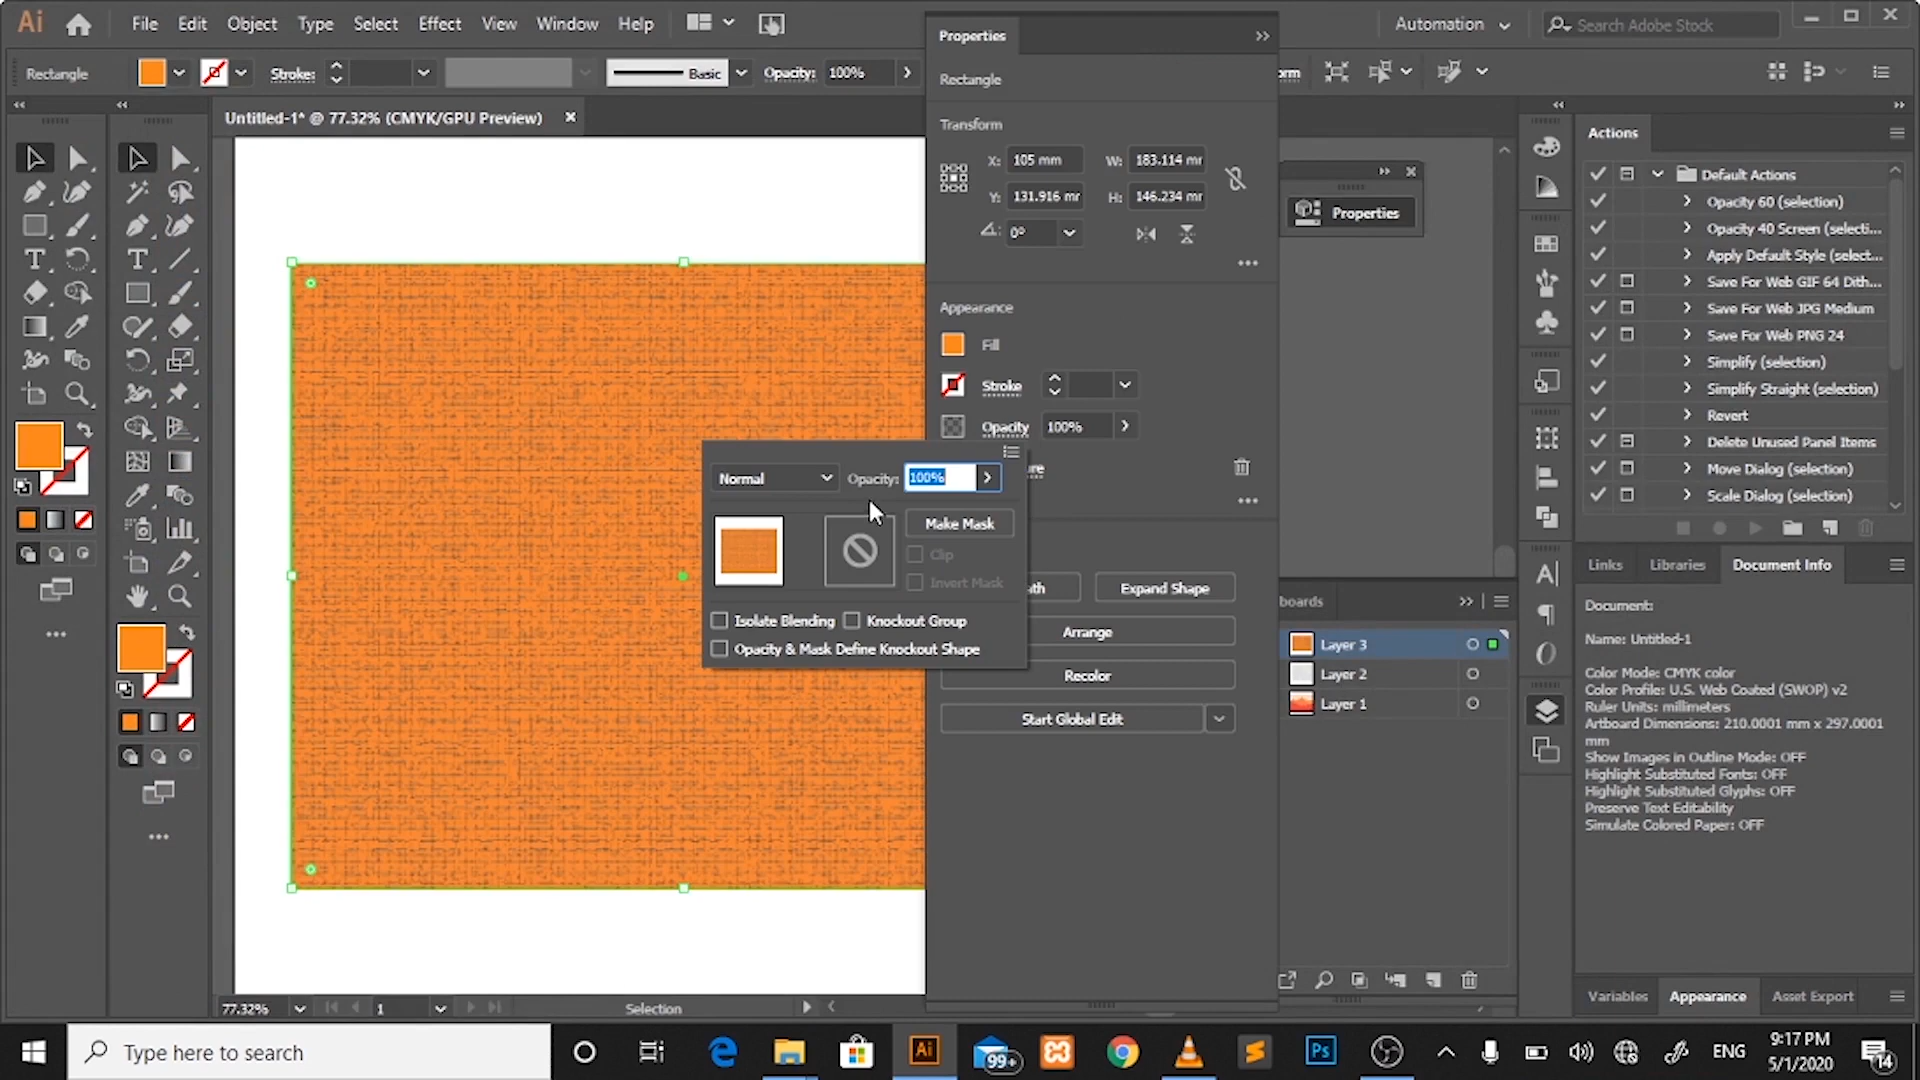 Ai File Edit Object Type Select Effect View Window Help
Automation
Search Adobe Stock
Rectangle
Stroke:
Basic
Opacity: 100%
Untitled-1* @ 77.32% (CMYK/GPU Preview)
Properties
Rectangle
Transform
X: 105 mm W: 183.114 mr
Y: 131.916 mr H: 146.234 mr
0°
Appearance
Fill
Stroke
Opacity 100%
Normal
Opacity: 100%
Make Mask
Clip
Invert Mask
Isolate Blending
Knockout Group
Opacity & Mask Define Knockout Shape
Expand Shape
Arrange
Recolor
Start Global Edit
Properties
boards
Layer 3
Layer 2
Layer 1
Actions
Default Actions
Opacity 60 (selection)
Opacity 40 Screen (selecti...
Apply Default Style (select...
Save For Web GIF 64 Dith...
Save For Web JPG Medium
Save For Web PNG 24
Simplify (selection)
Simplify Straight (selection)
Revert
Delete Unused Panel Items
Move Dialog (selection)
Scale Dialog (selection)
Links Libraries Document Info
Document:
Name: Untitled-1
Color Mode: CMYK color
Color Profile: U.S. Web Coated (SWOP) v2
Ruler Units: millimeters
Artboard Dimensions: 210.0001 mm x 297.0001
mm
Show Images in Outline Mode: OFF
Highlight Substituted Fonts: OFF
Highlight Substituted Glyphs: OFF
Preserve Text Editability
Simulate Colored Paper: OFF
Variables Appearance Asset Export
77.32%
1
Selection
Type here to search
Ai
99+
Ps
ENG
9:17 PM
5/1/2020
14